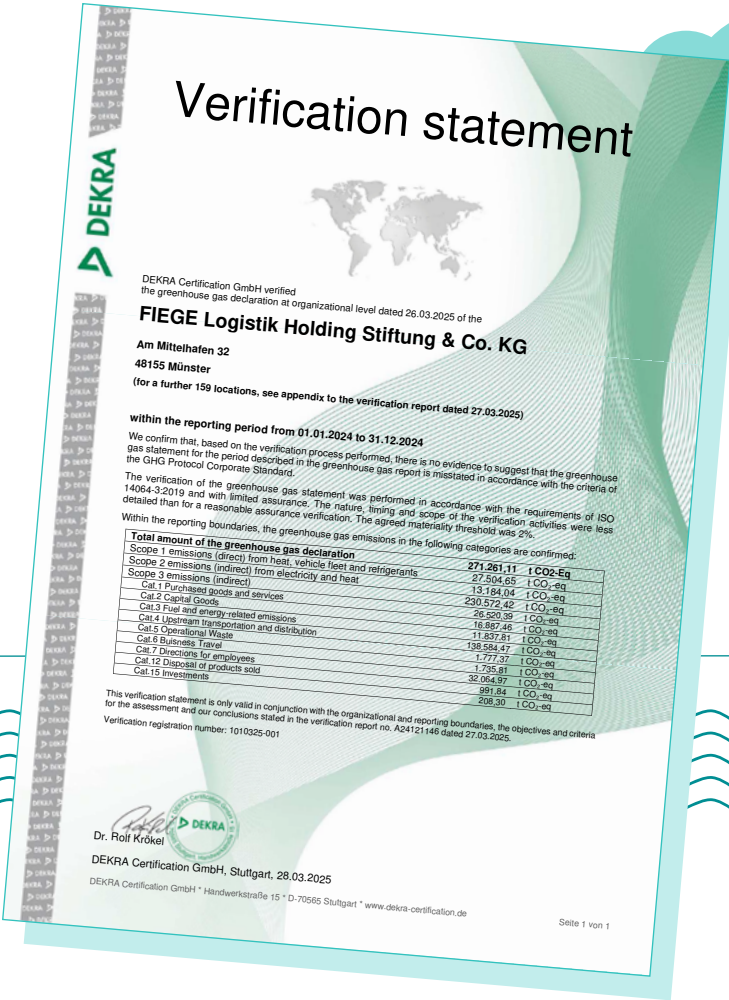 Verification statement
DEKRA
DEKRA Certification GmbH verified
the greenhouse gas declaration at organizational level dated 26.03.2025 of the
FIEGE Logistik Holding Stiftung & Co. KG
Am Mittelhafen 32
48155 Münster
(for a further 159 locations, see appendix to the verification report dated 27.03.2025)
within the reporting period from 01.01.2024 to 31.12.2024
We confirm that, based on the verification process performed, there is no evidence to suggest that the greenhouse
gas statement for the period described in the greenhouse gas report is misstated in accordance with the criteria of
the GHG Protocol Corporate Standard.
The verification of the greenhouse gas statement was performed in accordance with the requirements of ISO
14064-3:2019 and with limited assurance. The nature, timing and scope of the verification activities were less
detailed than for a reasonable assurance verification. The agreed materiality threshold was 2%.
Within the reporting boundaries, the greenhouse gas emissions in the following categories are confirmed:
Total amount of the greenhouse gas declaration 271.261,11 t CO2-Eq
Scope 1 emissions (direct) from heat, vehicle fleet and refrigerants 27.504,65 t CO₂-eq
Scope 2 emissions (indirect) from electricity and heat 13.184,04 t CO₂-eq
Scope 3 emissions (indirect) 230.572,42 t CO₂-eq
Cat.1 Purchased goods and services 26.520,39 t CO₂-eq
Cat.2 Capital Goods 16.887,46 t CO₂-eq
Cat.3 Fuel and energy-related emissions 11.837,81 t CO₂-eq
Cat.4 Upstream transportation and distribution 138.584,47 t CO₂-eq
Cat.5 Operational Waste 1.777,37 t CO₂-eq
Cat.6 Buisness Travel 1.735,81 t CO₂-eq
Cat.7 Directions for employees 32.064,97 t CO₂-eq
Cat.12 Disposal of products sold 991,84 t CO₂-eq
Cat.15 Investments 208,30 t CO₂-eq
This verification statement is only valid in conjunction with the organizational and reporting boundaries, the objectives and criteria
for the assessment and our conclusions stated in the verification report no. A24121146 dated 27.03.2025.
Verification registration number: 1010325-001
DEKRA
Dr. Rolf Krökel
DEKRA Certification GmbH, Stuttgart, 28.03.2025
DEKRA Certification GmbH * Handwerkstraße 15 * D-70565 Stuttgart * www.dekra-certification.de
Seite 1 von 1